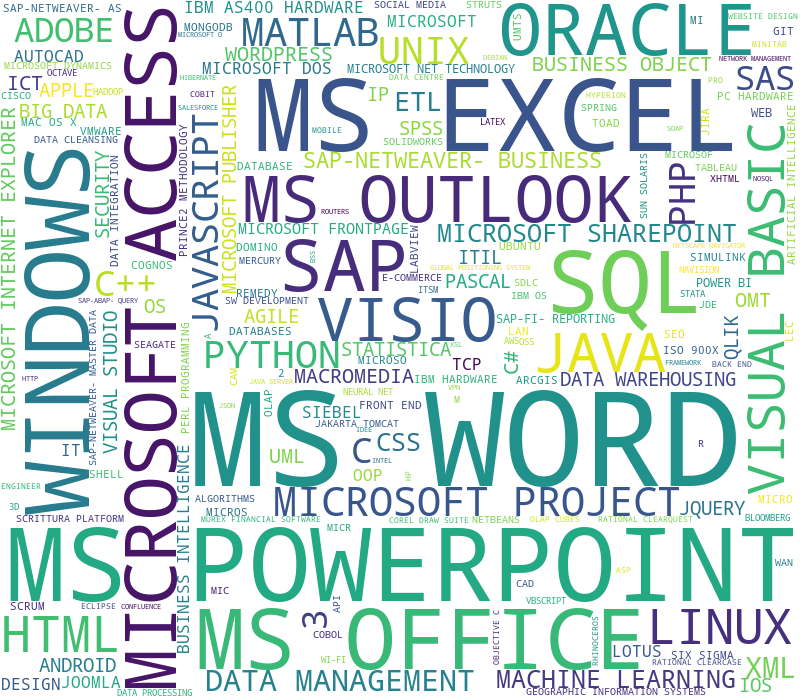 SAP-NETWEAVER- AS
IBM AS400 HARDWARE
SOCIAL MEDIA
STRUTS
ORACLE
MI
WEBSITE DESIGN
ADOBE
MONGODB
MICROSOFT O
MATLAB
MICROSOFT
UNITS
GIT
AUTOCAD
WORDPRESS
UNIX
DEBIAN
BUSINESS OBJECT
MINITAB
NETWORK MANAGEMENT
MICROSOFT DYNAMICS
OCTAVE
MICROSOFT DOS
MICROSOFT NET TECHNOLOGY
ICT
APPLE
HADOOP
ACCESS
HIBERNATE
DATA CENTRE
MS EXCEL
PRO
SAS
CISCO
COBIT
IP
ETL
HYPERION
PC HARDWARE
BIG DATA
SALESFORCE
SPRING
WEB
MAC OS X
MICROSOFT PUBLISHER
MOBILE
SPSS
LATEX
TOAD
JIRA
VMWARE
SOLIDWORKS
SOAP
ARTIFICIAL INTELLIGENCE
DATA CLEANSING
PRINCE2 METHODOLOGY
JAVASCRIPT
MICROSOFT INTERNET EXPLORER
SECURITY
DATA INTEGRATION
DATABASE
SAP-NETWEAVER- BUSINESS
SUN SOLARIS
MICROSOF
BASIC
TABLEAU
PHP
XHTML
NOSQL
WINDOWS
MS OUTLOOK
ROUTERS
MICROSOFT FRONTPAGE
MICROSOFT SHAREPOINT
DOMINO
UBUNTU
NETSCAPE NAVIGATOR
COGNOS
MERCURY
BSS
SAP
LABVIEW
ITIL
SIMULINK
GLOBAL POSITIONING SYSTEM
NAVISION
C++
E-COMMERCE
PASCAL
SDLC
SQL
POWER BI
REMEDY
ITSM
IBM OS
STATA
OMT
SAP-ABAP- QUERY
OS
SW DEVELOPMENT
VISIO
JDE
AGILE
SAP-FI- REPORTING
SAP-NETWEAVER- MASTER DATA
VISUAL STUDIO
MICROSOFT
PERL PROGRAMMING
A
DATABASES
LAN
SEO
QLIK
LEC
VISUAL
SEAGATE
AWS
OSS
JAVA
PYTHON
STATISTICA
XSL
ISO 900X
MICROSO
TCP
C#
FRAMEWORK
BACK END
HTTP
CAM
2
MACROMEDIA
IBM HARDWARE
ARCGIS
DATA WAREHOUSING
JAVA SERVER
VPN
NEURAL NET
JSON
OLAP
SIEBEL
FRONT END
M
MS WORD
JAKARTA TOMCAT
IDEE
IT
C
CSS
R
UML
INTEL
SHELL
OOP
HP
ENGINEER
BUSINESS INTELLIGENCE
ALGORITHMS
MICROSOFT PROJECT
MICRO
3D
MICROS
JQUERY
SCRITTURA PLATFORM
MUREX FINANCIAL SOFTWARE
MICR
COREL DRAW SUITE
NETBEANS
OLAP CUBES
RATIONAL CLEARQUEST
BLOOMBERG
MS POWERPOINT
WAN
ASP
CAD
MIC
SCRUM
ECLIPSE
CONFLUENCE
API
VBSCRIPT
HTML
MS OFFICE
3
COBOL
OBJECTIVE C
RHINOCEROS
LINUX
WI-FI
LOTUS
SIX SIGMA
ANDROID
RATIONAL CLEARCASE
XML
DESIGN
JOOMLA
DATA MANAGEMENT
MACHINE LEARNING
IOS
DATA PROCESSING
GEOGRAPHIC INFORMATION SYSTEMS